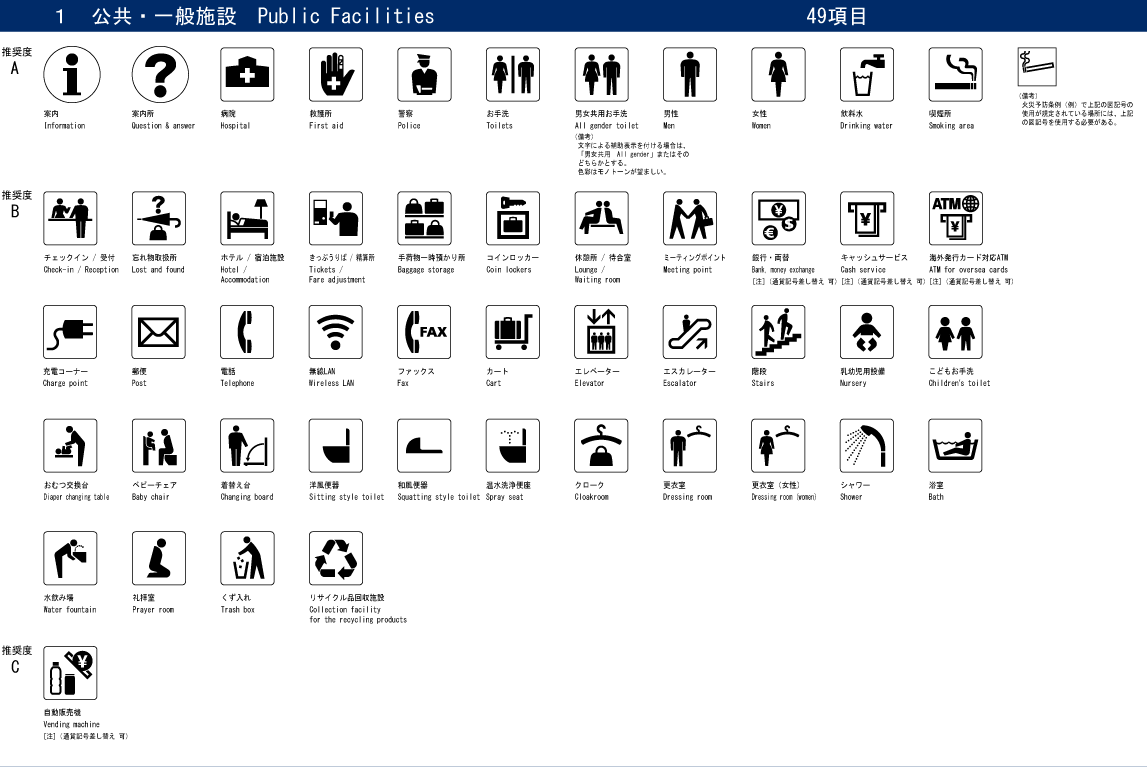 1 公共・一般施設 Public Facilities 49項目
推奨度
A
案内
Information
案内所
Question & answer
病院
Hospital
救護所
First aid
警察
Police
お手洗
Toilets
男女共用お手洗
All gender toilet
(備考)
文字による補助表示を付ける場合は、
「男女共用 All gender」またはその
どちらかとする。
色彩はモノトーンが望ましい。
男性
Men
女性
Women
飲料水
Drinking water
喫煙所
Smoking area
(備考)
火災予防条例(例)で上記の図記号の
使用が規定されている場所には、上記
の図記号を使用する必要がある。
推奨度
B
チェックイン / 受付
Check-in / Reception
忘れ物取扱所
Lost and found
ホテル / 宿泊施設
Hotel /
Accommodation
きっぷうりば / 精算所
Tickets /
Fare adjustment
手荷物一時預かり所
Baggage storage
コインロッカー
Coin lockers
休憩所 / 待合室
Lounge /
Waiting room
ミーティングポイント
Meeting point
¥
€
$
銀行・両替
Bank, money exchange
[注](通貨記号差し替え 可)
¥
キャッシュサービス
Cash service
[注](通貨記号差し替え 可)
ATM
¥
海外発行カード対応ATM
ATM for oversea cards
[注](通貨記号差し替え 可)
充電コーナー
Charge point
郵便
Post
電話
Telephone
無線LAN
Wireless LAN
FAX
ファックス
Fax
カート
Cart
エレベーター
Elevator
エスカレーター
Escalator
階段
Stairs
乳幼児用設備
Nursery
こどもお手洗
Children's toilet
おむつ交換台
Diaper changing table
ベビーチェア
Baby chair
着替え台
Changing board
洋風便器
Sitting style toilet
和風便器
Squatting style toilet
温水洗浄便座
Spray seat
クローク
Cloakroom
更衣室
Dressing room
更衣室(女性)
Dressing room (women)
シャワー
Shower
浴室
Bath
水飲み場
Water fountain
礼拝室
Prayer room
くず入れ
Trash box
リサイクル品回収施設
Collection facility
for the recycling products
推奨度
C
¥
自動販売機
Vending machine
[注](通貨記号差し替え 可)